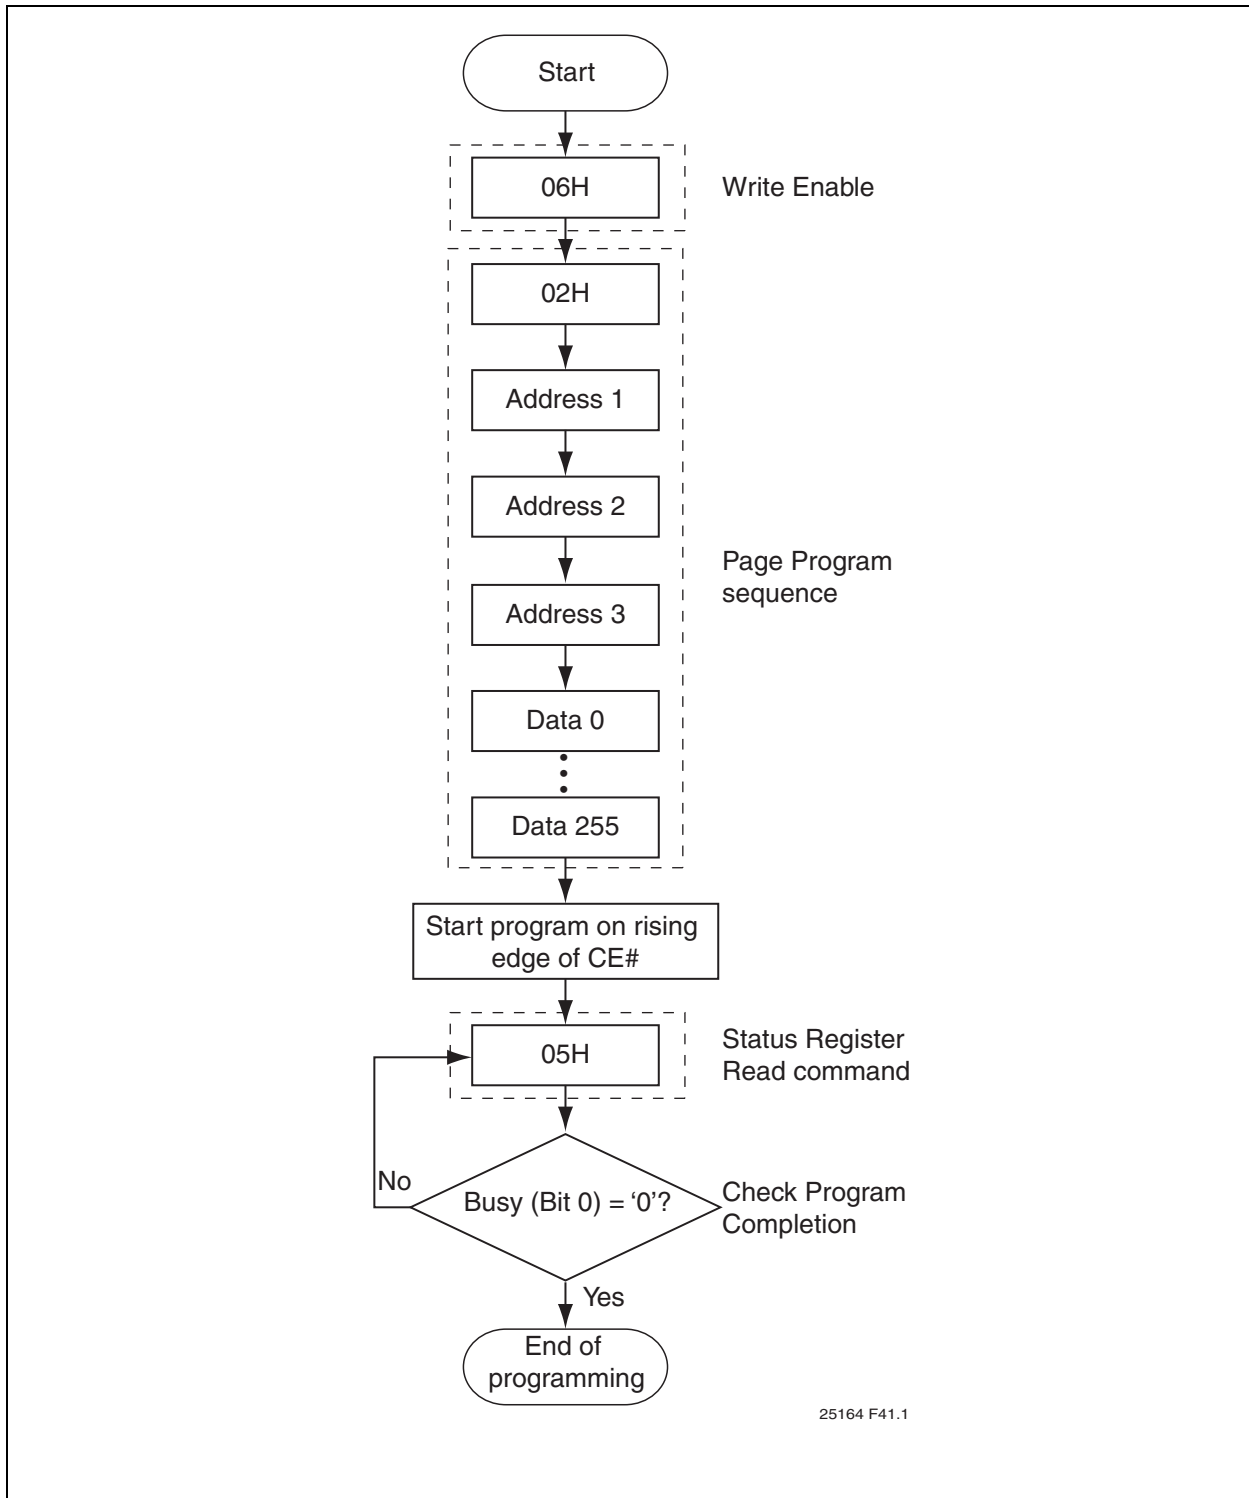 Start
06H
Write Enable
02H
Address 1
Address 2
Page Program
sequence
Address 3
Data 0
Data 255
Start program on rising
edge of CE#
05H
Status Register
Read command
No
Busy (Bit 0) = ‘0’?
Check Program
Completion
Yes
End of
programming
25164 F41.1